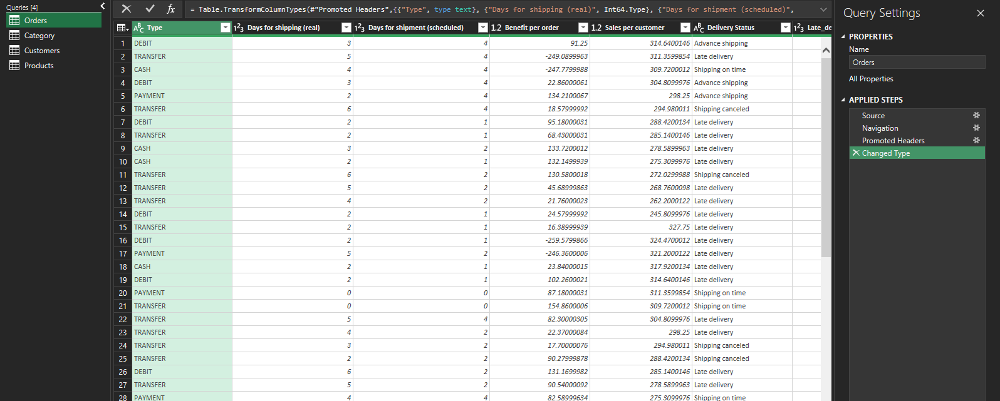 Queries [4]
Orders
Category
Customers
Products
fx = Table.TransformColumnTypes(#"Promoted Headers",{{"Type", type text}, {"Days for shipping (real)", Int64.Type}, {"Days for shipment (scheduled)",
ABC Type 123 Days for shipping (real) 123 Days for shipment (scheduled) 1.2 Benefit per order 1.2 Sales per customer ABC Delivery Status 123 Late_de
1 DEBIT 3 4 91.25 314.6400146 Advance shipping
2 TRANSFER 5 4 -249.0899963 311.3599854 Late delivery
3 CASH 4 4 -247.7799988 309.7200012 Shipping on time
4 DEBIT 3 4 22.86000061 304.8099976 Advance shipping
5 PAYMENT 2 4 134.2100067 298.25 Advance shipping
6 TRANSFER 6 4 18.57999992 294.980011 Shipping canceled
7 DEBIT 2 1 95.18000031 288.4200134 Late delivery
8 TRANSFER 2 1 68.43000031 285.1400146 Late delivery
9 CASH 3 2 133.7200012 278.5899963 Late delivery
10 CASH 2 1 132.1499939 275.3099976 Late delivery
11 TRANSFER 6 2 130.5800018 272.0299988 Shipping canceled
12 TRANSFER 5 2 45.68999863 268.7600098 Late delivery
13 TRANSFER 4 2 21.76000023 262.2000122 Late delivery
14 DEBIT 2 1 24.57999992 245.8099976 Late delivery
15 TRANSFER 2 1 16.38999939 327.75 Late delivery
16 DEBIT 2 1 -259.5799866 324.4700012 Late delivery
17 PAYMENT 5 2 -246.3600006 321.2000122 Late delivery
18 CASH 2 1 23.84000015 317.9200134 Late delivery
19 DEBIT 2 1 102.2600021 314.6400146 Late delivery
20 PAYMENT 0 0 87.18000031 311.3599854 Shipping on time
21 TRANSFER 0 0 154.8600006 309.7200012 Shipping on time
22 TRANSFER 5 4 82.30000305 304.8099976 Late delivery
23 TRANSFER 4 2 22.37000084 298.25 Late delivery
24 TRANSFER 3 2 17.70000076 294.980011 Shipping canceled
25 TRANSFER 2 2 90.27999878 288.4200134 Shipping canceled
26 DEBIT 6 2 131.1699982 285.1400146 Late delivery
27 TRANSFER 5 2 90.54000092 278.5899963 Late delivery
28 PAYMENT 4 4 82.58999634 275.3099976 Shipping on time
Query Settings
PROPERTIES
Name
Orders
All Properties
APPLIED STEPS
Source
Navigation
Promoted Headers
Changed Type